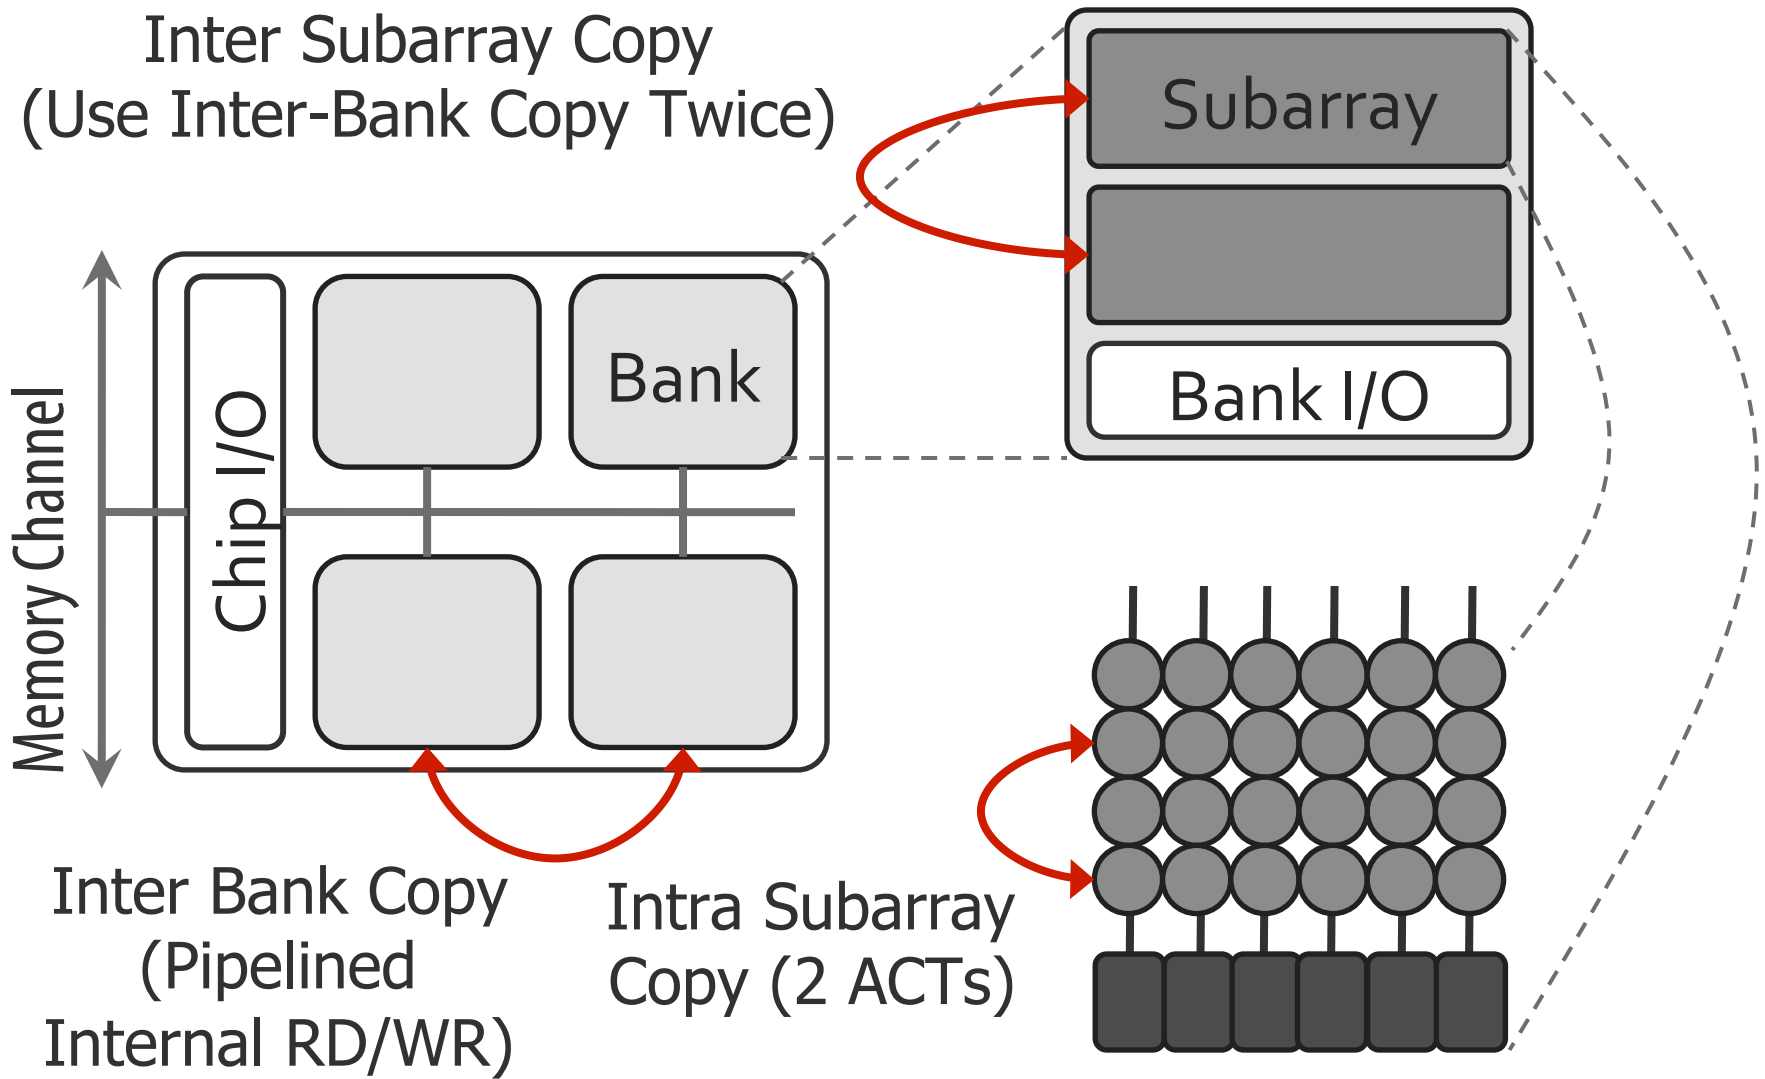 Inter Subarray Copy
(Use Inter-Bank Copy Twice)
Subarray
Bank I/O
Bank
Chip I/O
Memory Channel
Inter Bank Copy
(Pipelined
Internal RD/WR)
Intra Subarray
Copy (2 ACTs)